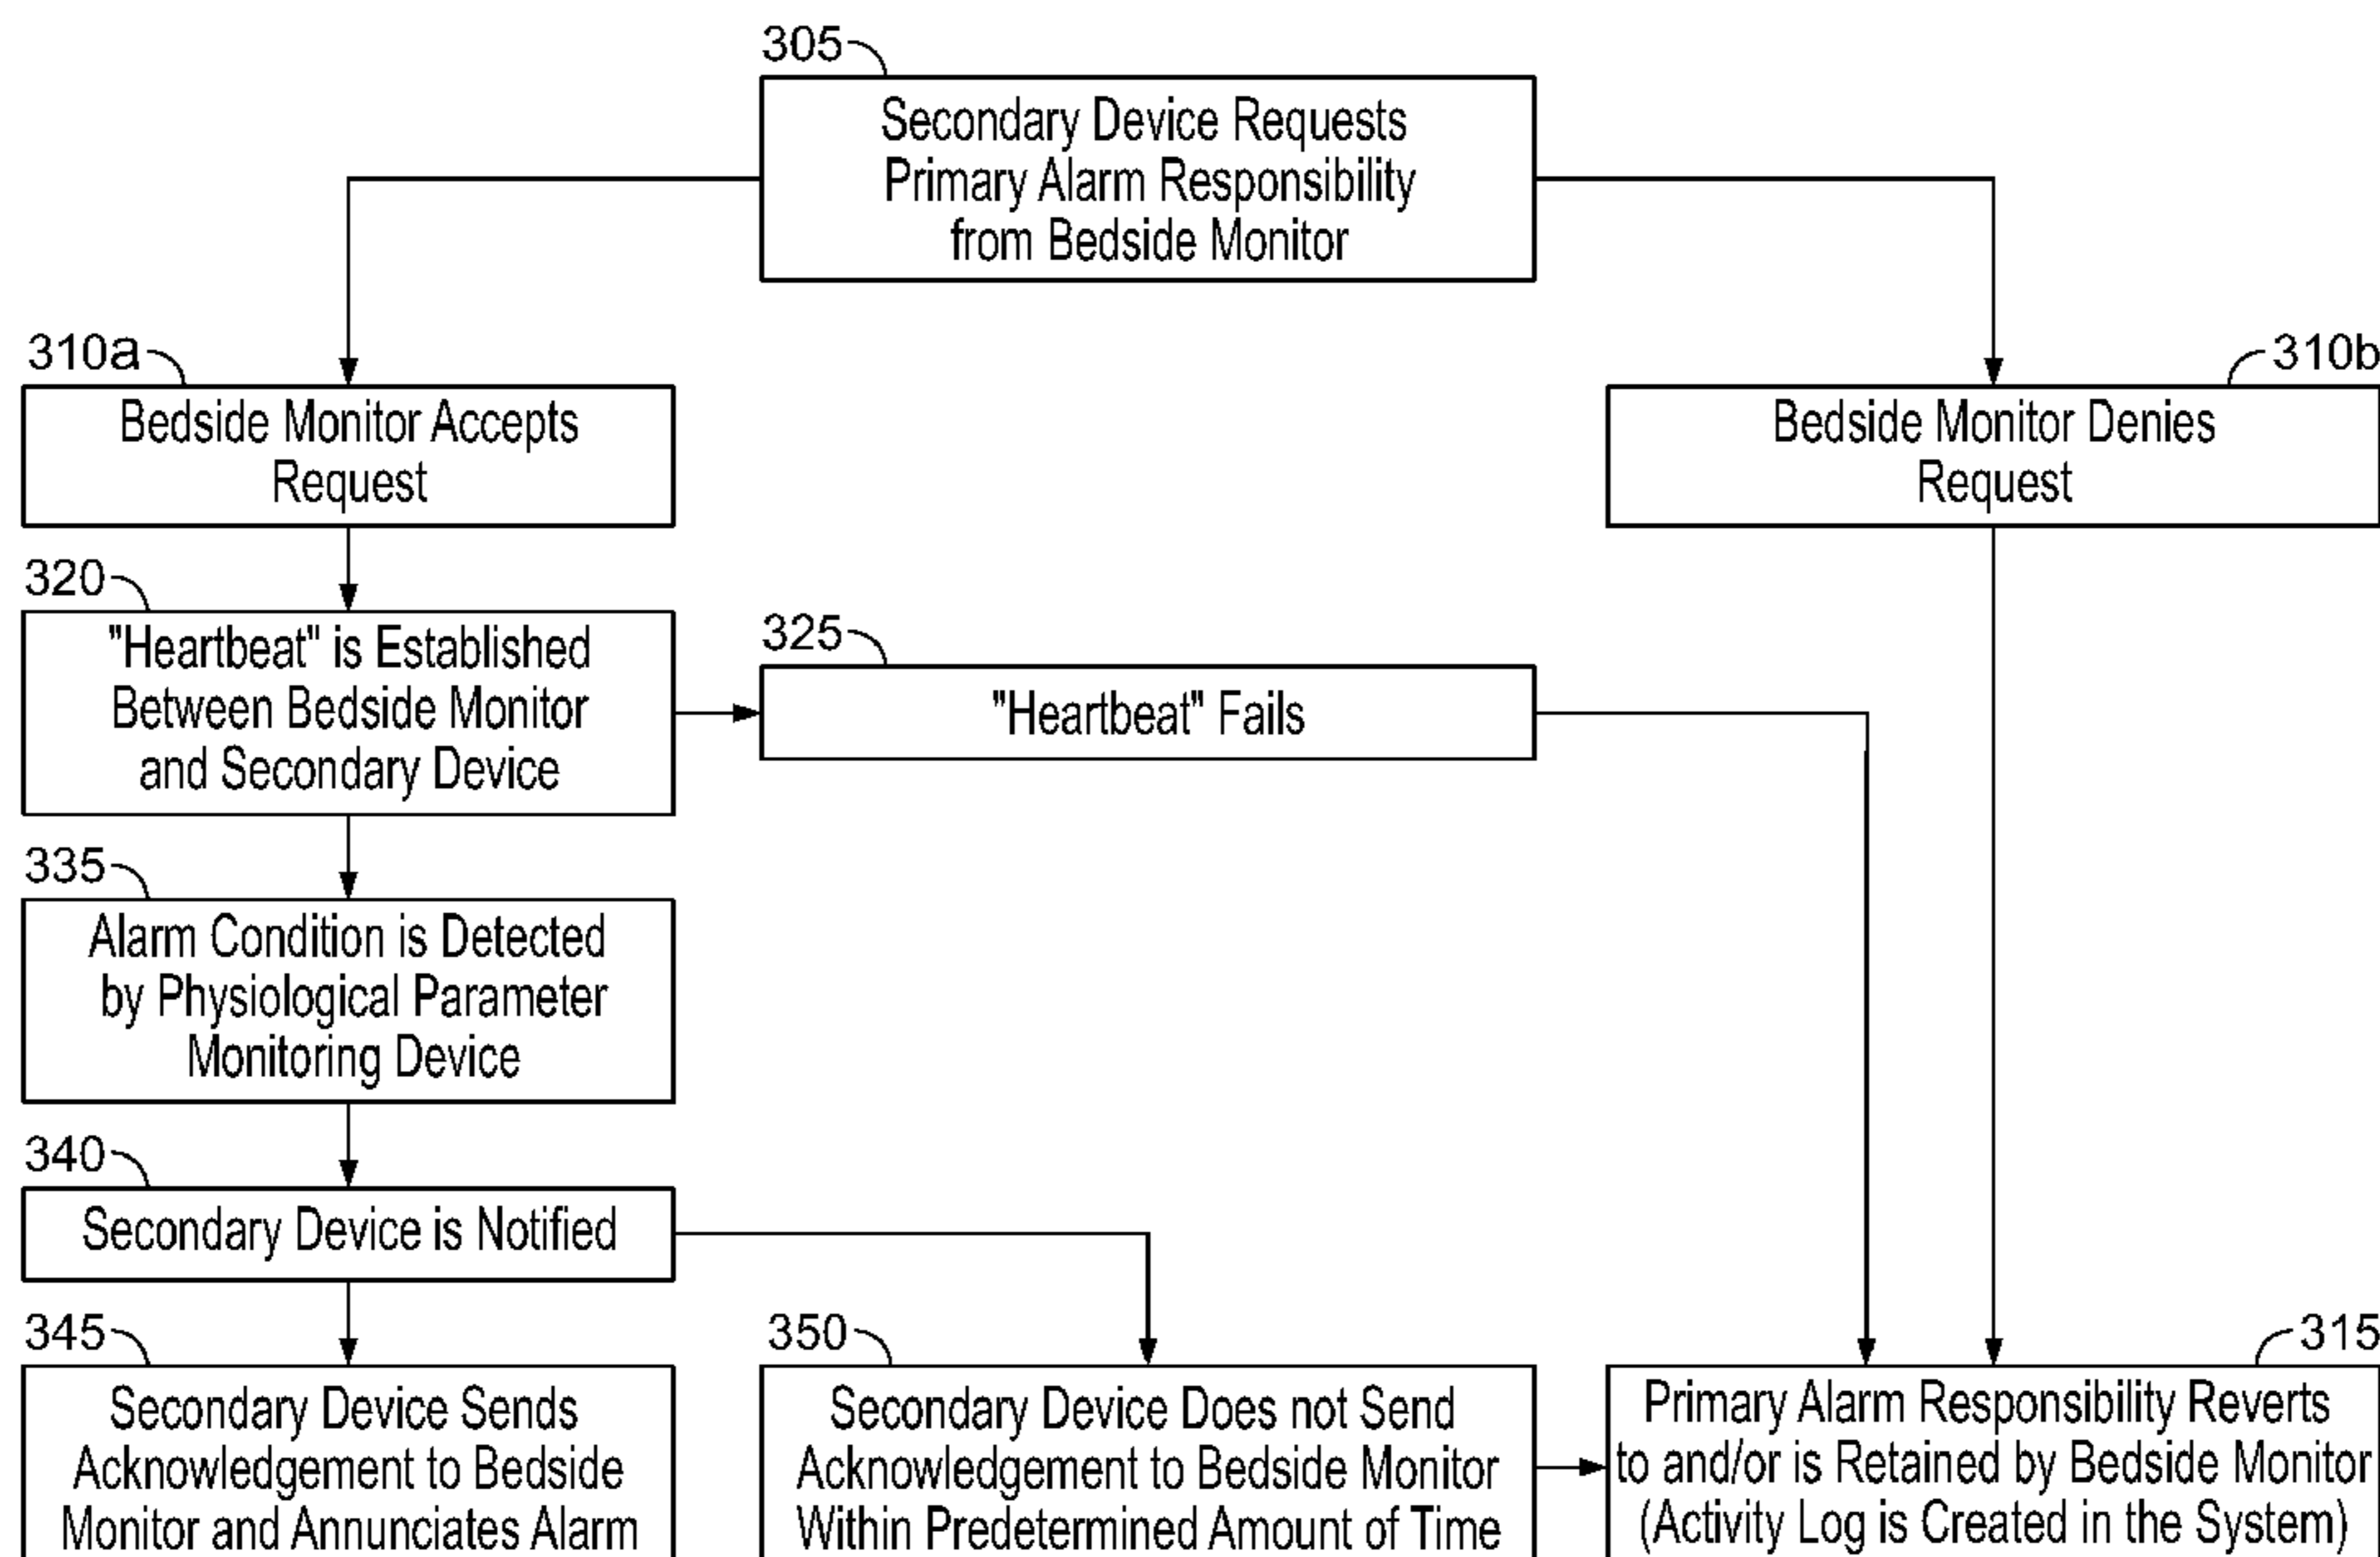 305
Secondary Device Requests
Primary Alarm Responsibility
from Bedside Monitor
310a
Bedside Monitor Accepts
Request
310b
Bedside Monitor Denies
Request
320
"Heartbeat" is Established
Between Bedside Monitor
and Secondary Device
325
"Heartbeat" Fails
335
Alarm Condition is Detected
by Physiological Parameter
Monitoring Device
340
Secondary Device is Notified
345
Secondary Device Sends
Acknowledgement to Bedside
Monitor and Annunciates Alarm
350
Secondary Device Does not Send
Acknowledgement to Bedside Monitor
Within Predetermined Amount of Time
315
Primary Alarm Responsibility Reverts
to and/or is Retained by Bedside Monitor
(Activity Log is Created in the System)